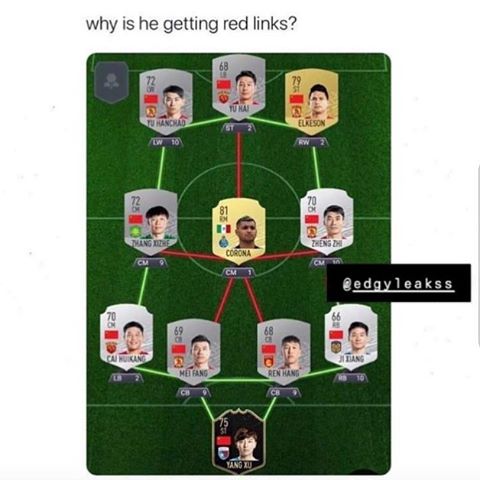 why is he getting red links?
72
LW
YU HANCHAO
68
LB
YU HAI
79
ST
ELKESON
LW 10
ST 2
RW 2
72
CM
ZHANG XIZHE
81
RM
CORONA
70
CM
ZHENG ZHI
CM 9
CM 1
CM 10
@edgyleakss
70
CM
CAI HUIKANG
69
CB
MEI FANG
68
CB
REN HANG
66
RB
JI XIANG
LB 2
CB 9
CB 9
RB 10
75
ST
YANG XU